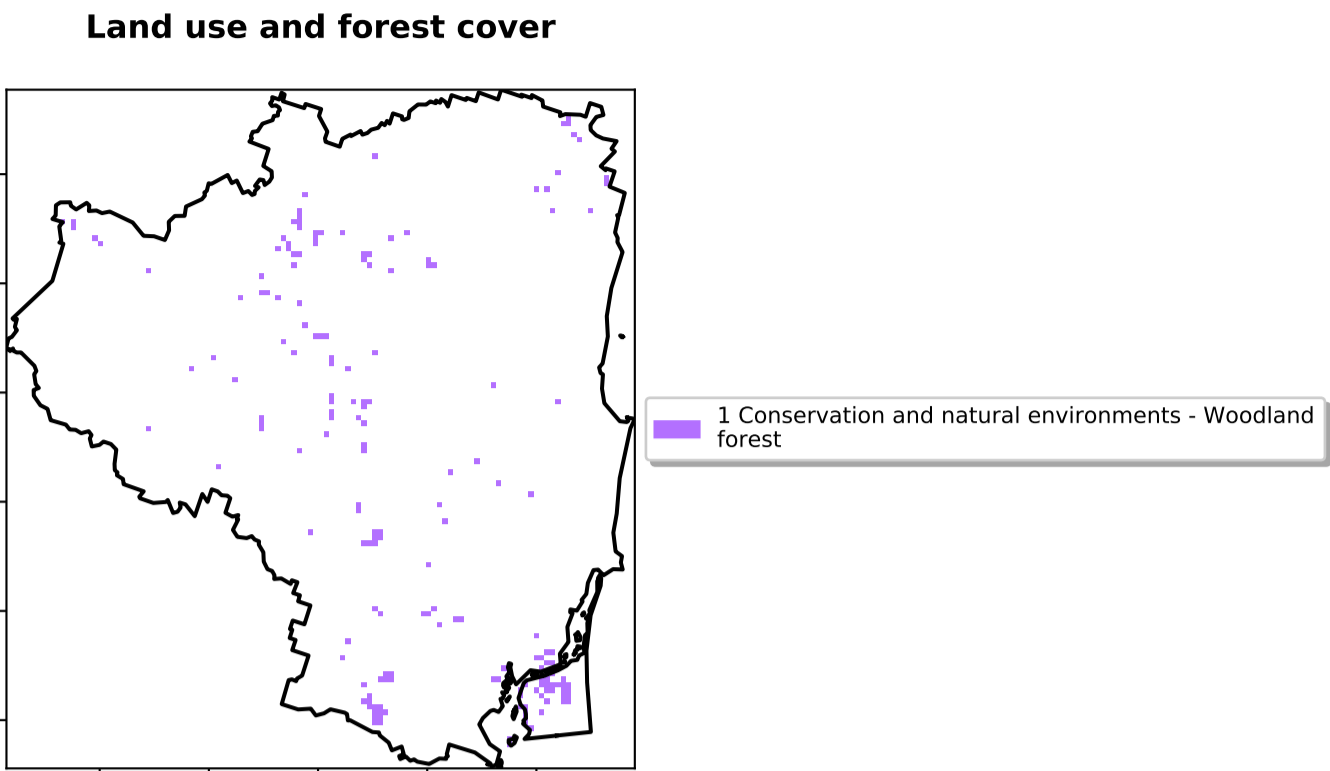 Land use and forest cover
1 Conservation and natural environments - Woodland
forest